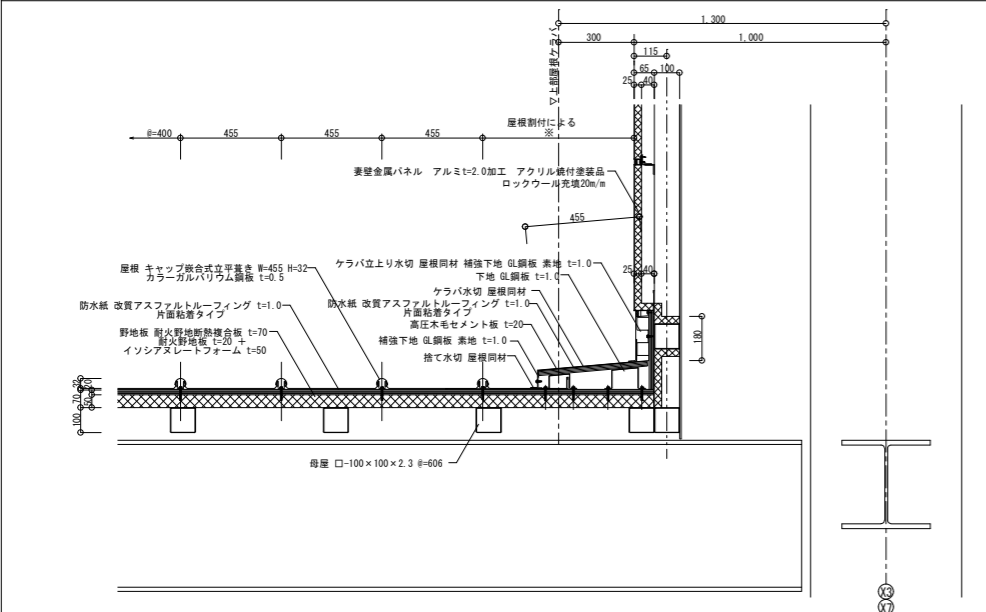 1,300
300
1,000
115
65
100
25
40
▽上部屋根ケラバ
屋根割付による
※
@=400
455
455
455
妻壁金属パネル アルミt=2.0加工 アクリル焼付塗装品
ロックウール充填20m/m
455
ケラバ立上り水切 屋根同材 補強下地 GL鋼板 素地 t=1.0
下地 GL鋼板 t=1.0
25
40
屋根 キャップ嵌合式立平葺き W=455 H=32
カラーガルバリウム鋼板 t=0.5
ケラバ水切 屋根同材
防水紙 改質アスファルトルーフィング t=1.0
片面粘着タイプ
防水紙 改質アスファルトルーフィング t=1.0
片面粘着タイプ
高圧木毛セメント板 t=20
野地板 耐火野地断熱複合板 t=70
耐火野地板 t=20 +
イソシアヌレートフォーム t=50
補強下地 GL鋼板 素地 t=1.0
捨て水切 屋根同材
180
32
20
70
50
100
母屋 ロ-100×100×2.3 @=606
X3
X7